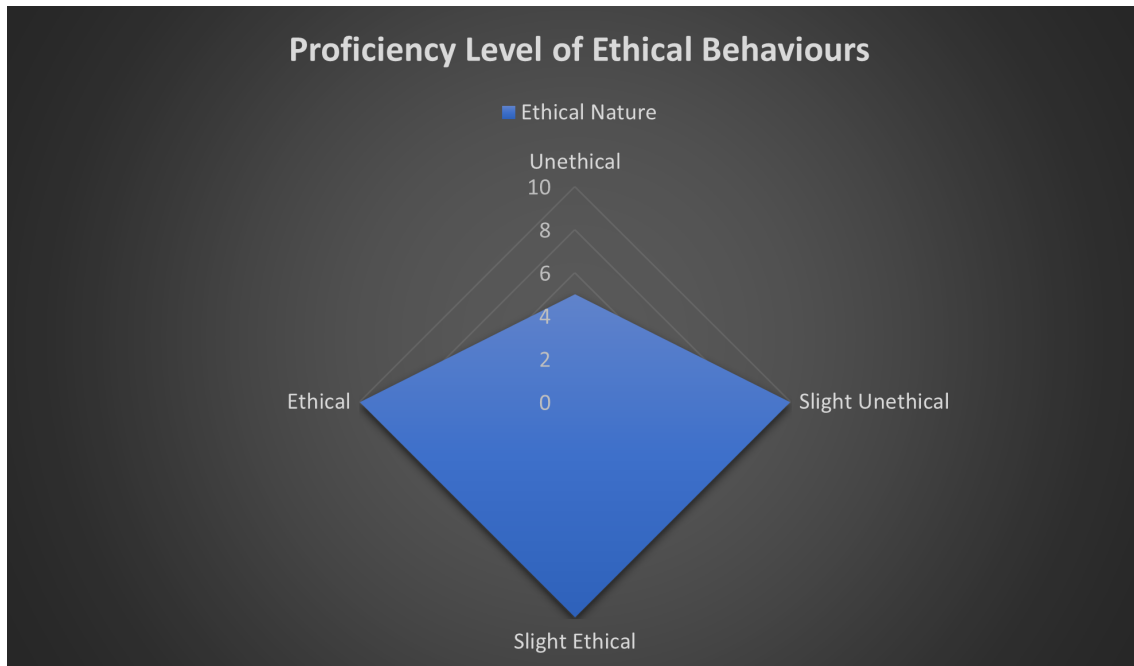 Proficiency Level of Ethical Behaviours
Ethical Nature
Unethical
10
8
6
4
2
0
Ethical
Slight Unethical
Slight Ethical